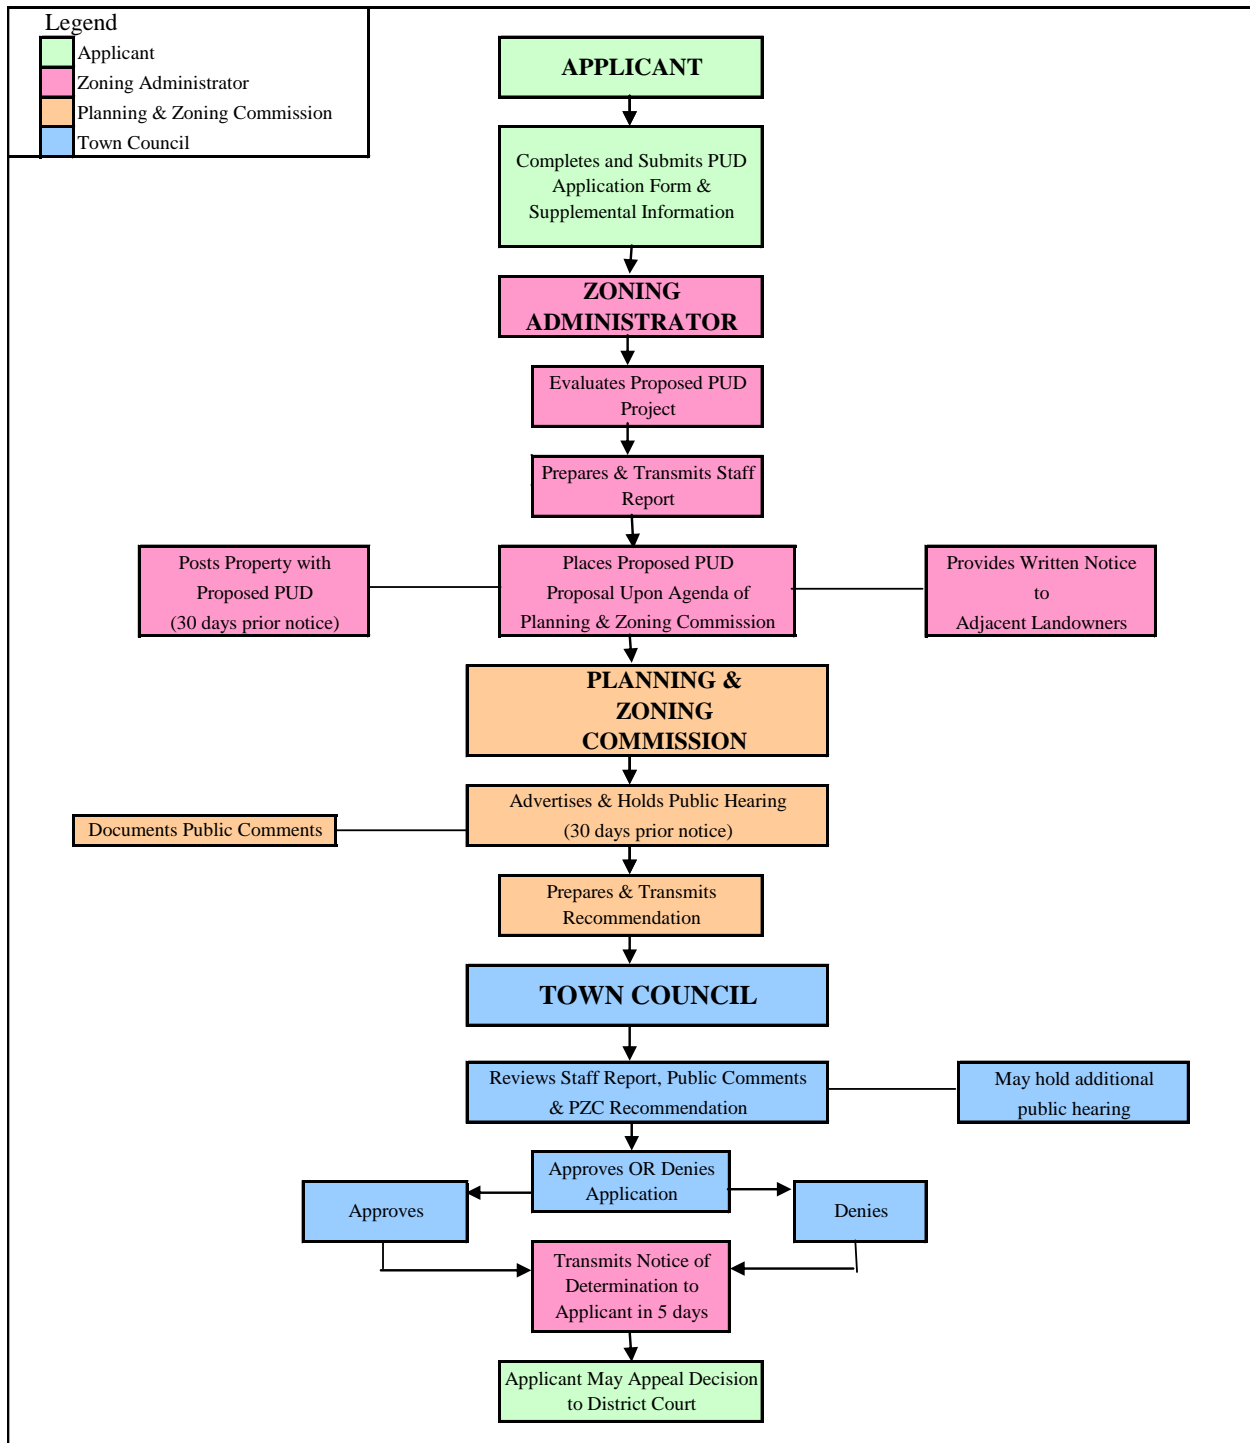 Legend
Applicant
Zoning Administrator
Planning & Zoning Commission
Town Council
APPLICANT
Completes and Submits PUD
Application Form &
Supplemental Information
ZONING
ADMINISTRATOR
Evaluates Proposed PUD
Project
Prepares & Transmits Staff
Report
Posts Property with
Proposed PUD
(30 days prior notice)
Places Proposed PUD
Proposal Upon Agenda of
Planning & Zoning Commission
Provides Written Notice
to
Adjacent Landowners
PLANNING &
ZONING
COMMISSION
Advertises & Holds Public Hearing
(30 days prior notice)
Documents Public Comments
Prepares & Transmits
Recommendation
TOWN COUNCIL
Reviews Staff Report, Public Comments
& PZC Recommendation
May hold additional
public hearing
Approves OR Denies
Application
Approves
Denies
Transmits Notice of
Determination to
Applicant in 5 days
Applicant May Appeal Decision
to District Court